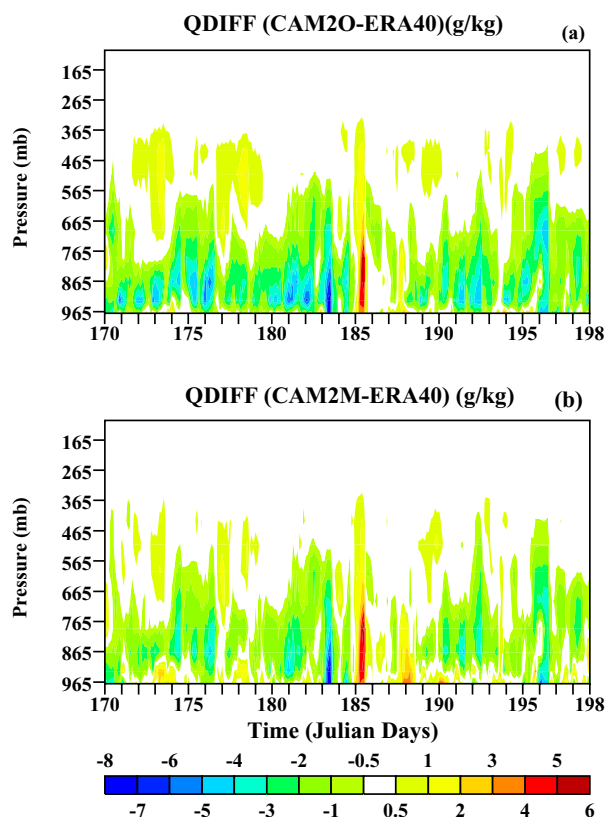 QDIFF (CAM2O-ERA40)(g/kg) (a)
Pressure (mb)
165
265
365
465
565
665
765
865
965
170 175 180 185 190 195 198
QDIFF (CAM2M-ERA40) (g/kg) (b)
Pressure (mb)
165
265
365
465
565
665
765
865
965
170 175 180 185 190 195 198
Time (Julian Days)
-8 -6 -4 -2 -0.5 1 3 5
-7 -5 -3 -1 0.5 2 4 6